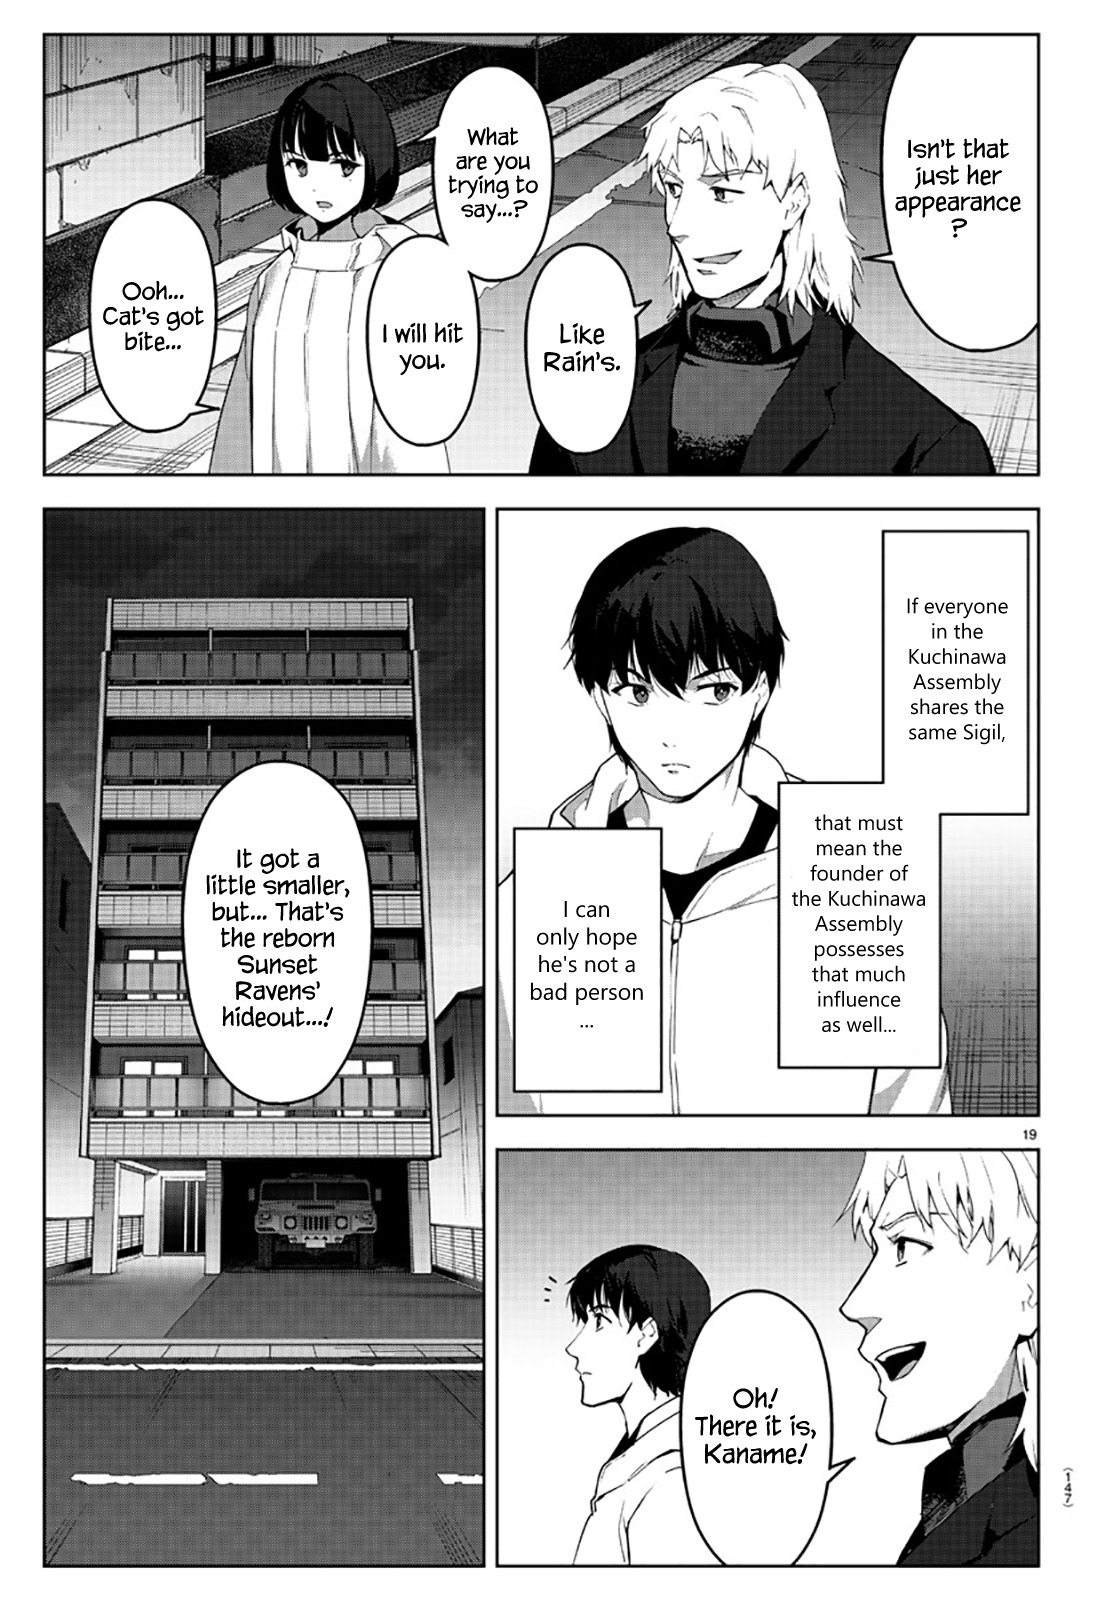 Isn't that
just her
appearance
?
Like
Rain's.
What
are you
trying to
say...?
I will hit
you.
Ooh...
Cat's got
bite...
If everyone
in the
Kuchinawa
Assembly
shares the
same Sigil,
that must
mean the
founder of
the Kuchinawa
Assembly
possesses
that much
influence
as well...
I can
only hope
he's not a
bad person
...
19
Oh!
There it is,
Kaname!
It got a
little smaller,
but... That's
the reborn
Sunset
Ravens'
hideout...!
(147)